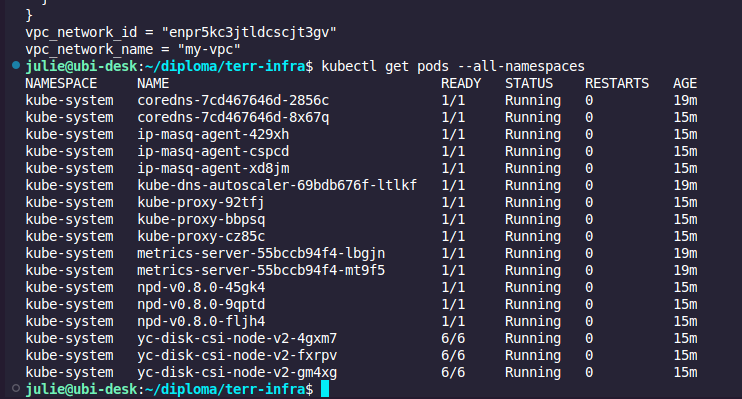 }
vpc_network_id = "enpr5kc3jtldcscjt3gv"
vpc_network_name = "my-vpc"
julie@ubi-desk:~/diploma/terr-infra$ kubectl get pods --all-namespaces
NAMESPACE     NAME                                  READY   STATUS    RESTARTS   AGE
kube-system   coredns-7cd467646d-2856c              1/1     Running   0          19m
kube-system   coredns-7cd467646d-8x67q              1/1     Running   0          15m
kube-system   ip-masq-agent-429xh                   1/1     Running   0          15m
kube-system   ip-masq-agent-cspcd                   1/1     Running   0          15m
kube-system   ip-masq-agent-xd8jm                   1/1     Running   0          15m
kube-system   kube-dns-autoscaler-69bdb676f-ltlkf   1/1     Running   0          19m
kube-system   kube-proxy-92tfj                      1/1     Running   0          15m
kube-system   kube-proxy-bbpsq                      1/1     Running   0          15m
kube-system   kube-proxy-cz85c                      1/1     Running   0          15m
kube-system   metrics-server-55bccb94f4-lbgjn       1/1     Running   0          19m
kube-system   metrics-server-55bccb94f4-mt9f5       1/1     Running   0          19m
kube-system   npd-v0.8.0-45gk4                      1/1     Running   0          15m
kube-system   npd-v0.8.0-9qptd                      1/1     Running   0          15m
kube-system   npd-v0.8.0-fljh4                      1/1     Running   0          15m
kube-system   yc-disk-csi-node-v2-4gxm7             6/6     Running   0          15m
kube-system   yc-disk-csi-node-v2-fxrpv             6/6     Running   0          15m
kube-system   yc-disk-csi-node-v2-gm4xg             6/6     Running   0          15m
julie@ubi-desk:~/diploma/terr-infra$